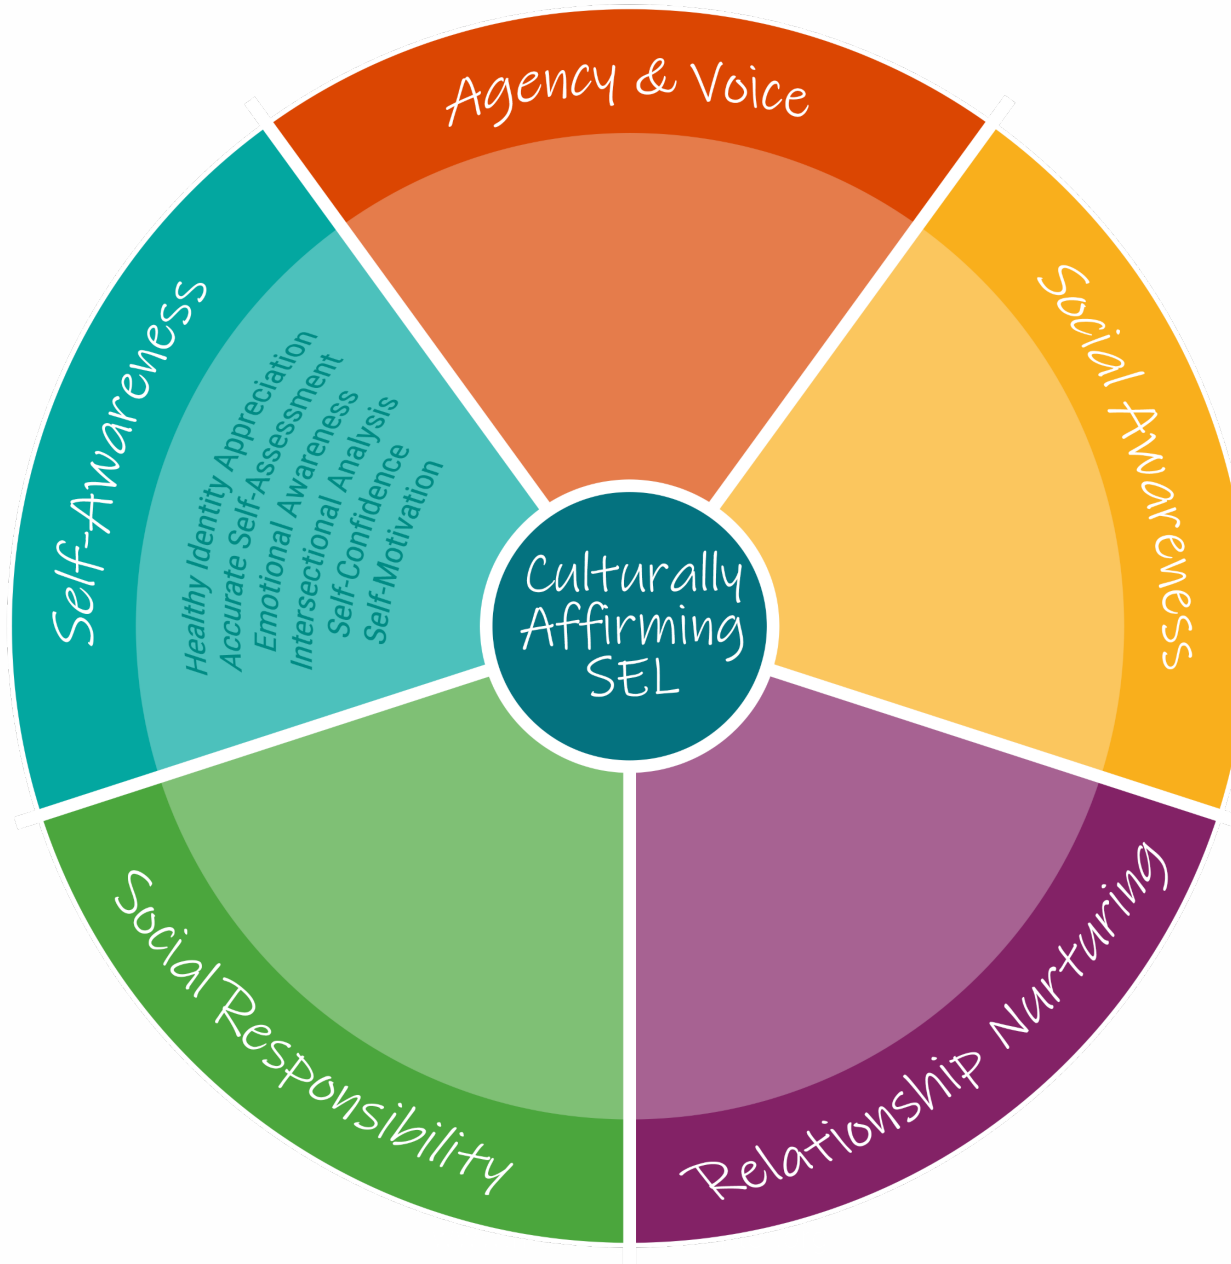 Agency & Voice
Social Awareness
Self-Awareness
Healthy Identity Appreciation
Accurate Self-Assessment
Emotional Awareness
Intersectional Analysis
Self-Confidence
Self-Motivation
Culturally
Affirming
SEL
Social Responsibility
Relationship Nurturing